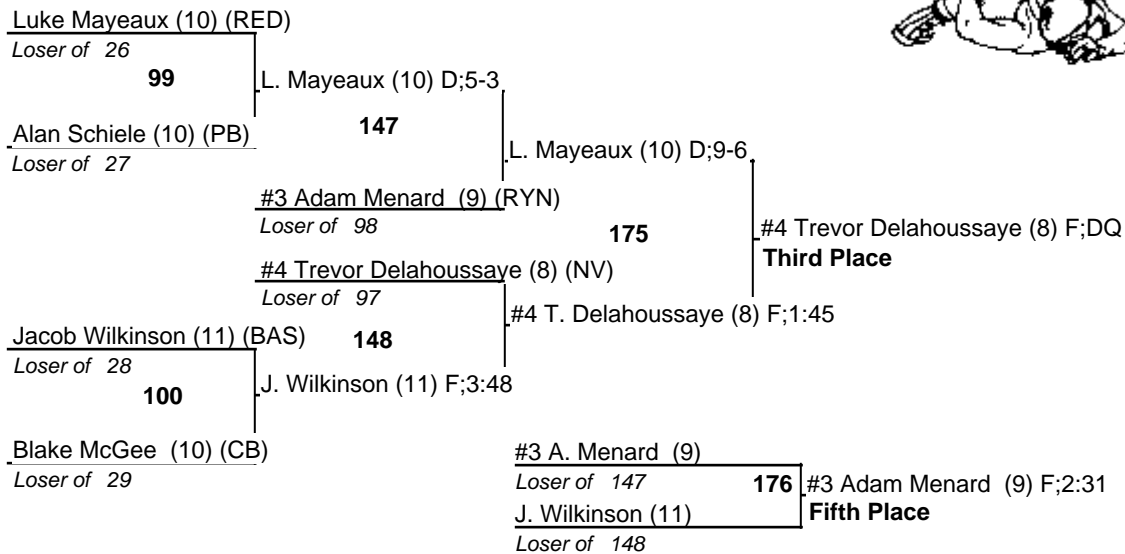 Luke Mayeaux (10) (RED)
Loser of 26
99
L. Mayeaux (10) D;5-3
Alan Schiele (10) (PB)
Loser of 27
147
L. Mayeaux (10) D;9-6
#3 Adam Menard (9) (RYN)
Loser of 98
175
#4 Trevor Delahoussaye (8) F;DQ
Third Place
#4 Trevor Delahoussaye (8) (NV)
Loser of 97
#4 T. Delahoussaye (8) F;1:45
Jacob Wilkinson (11) (BAS)
148
Loser of 28
100
J. Wilkinson (11) F;3:48
Blake McGee (10) (CB)
Loser of 29
#3 A. Menard (9)
Loser of 147
176
#3 Adam Menard (9) F;2:31
Fifth Place
J. Wilkinson (11)
Loser of 148